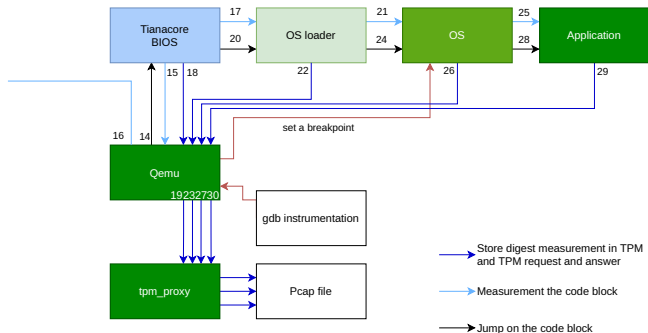 17
21
25
Tianacore
BIOS
OS loader
OS
Application
20
24
28
15
18
22
26
29
set a breakpoint
16
14
Qemu
19232730
gdb instrumentation
Store digest measurement in TPM
and TPM request and answer
tpm_proxy
Pcap file
Measurement the code block
Jump on the code block